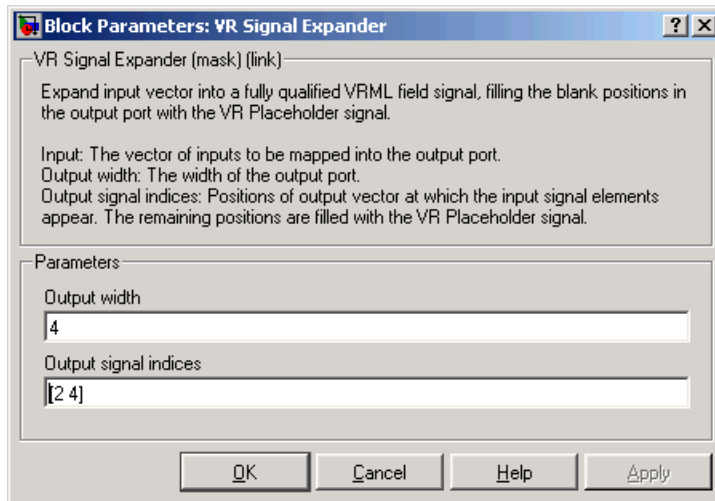 Block Parameters: VR Signal Expander
VR Signal Expander (mask) (link)
Expand input vector into a fully qualified VRML field signal, filling the blank positions in
the output port with the VR Placeholder signal.
Input: The vector of inputs to be mapped into the output port.
Output width: The width of the output port.
Output signal indices: Positions of output vector at which the input signal elements
appear. The remaining positions are filled with the VR Placeholder signal.
Parameters
Output width
4
Output signal indices
[2 4]
OK Cancel Help Apply